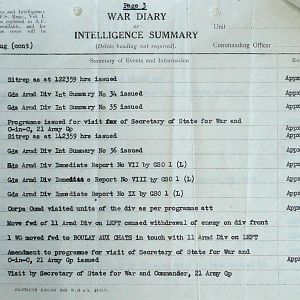 Page 3
and Intelligence
F.S. Regs., Vol. I.
WAR DIARY
or
Unit
INTELLIGENCE SUMMARY
(Delete heading not required).
Commanding Officer
(cont)
Summary of Events and Information
Sitrep as at 122359 hrs issued
Gds Armd Div Int Summary No 34 issued
Gds Armd Div Int Summary No 35 issued
Programme issued for visit of Secretary of State for War and
C-in-C, 21 Army Gp
Sitrep as at 142359 hrs issued
Gds Armd Div Int Summary No 36 issued
Gds Armd Div Immediate Report No VII by GSO 1 (L)
Gds Armd Div Immediate Report No VIII by GSO 1 (L)
Gds Armd Div Immediate Report No IX by GSO 1 (L)
Corps Comd visited units of the div as per programme att
Move fwd of 11 Armd Div on LEFT caused withdrawal of enemy on div front
1 WG moved fwd to BOULAY AUX CHATS in touch with 11 Armd Div on LEFT
Amendment to programme for visit of Secretary of State for War and
C-in-C, 21 Army Gp issued
Visit by Secretary of State for War and Commander, 21 Army Gp